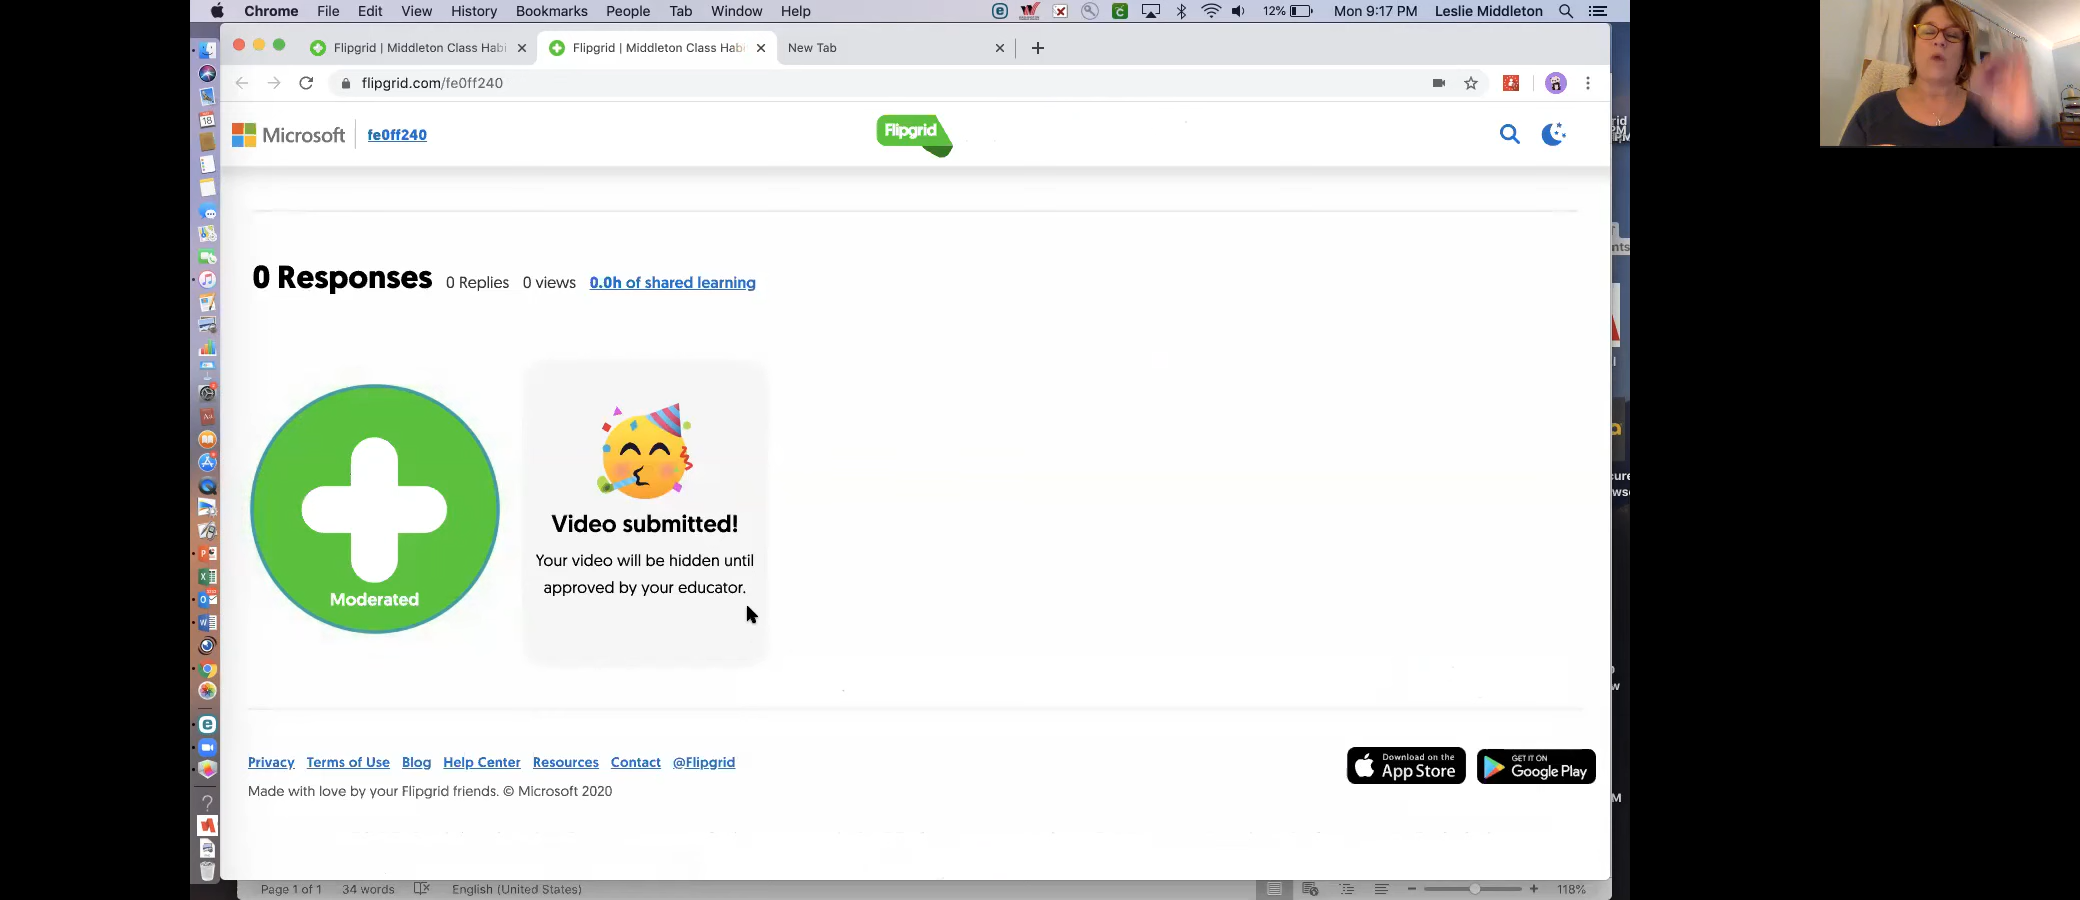 Chrome File Edit View History Bookmarks People Tab Window Help 12% Mon 9:17 PM Leslie Middleton
Flipgrid | Middleton Class Habi Flipgrid | Middleton Class Habi New Tab
flipgrid.com/fe0ff240
Microsoft fe0ff240 Flipgrid
0 Responses 0 Replies 0 views 0.0h of shared learning
Video submitted!
Your video will be hidden until
approved by your educator.
Moderated
Privacy Terms of Use Blog Help Center Resources Contact @Flipgrid
Download on the
App Store
GET IT ON
Google Play
Made with love by your Flipgrid friends. © Microsoft 2020
Page 1 of 1 34 words English (United States) 118%